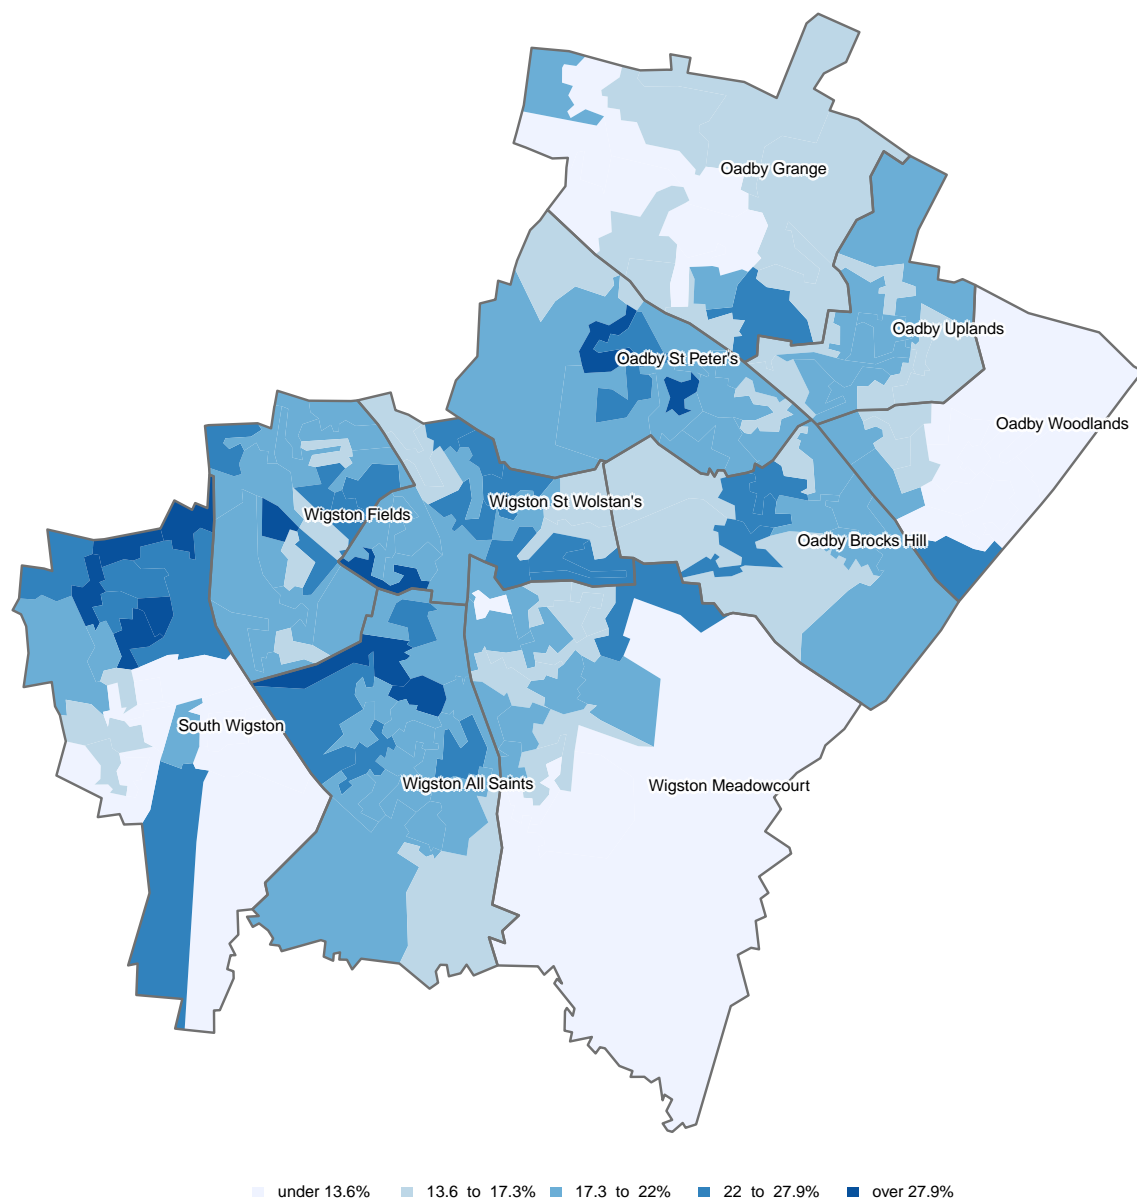 Oadby Grange
Oadby Uplands
Oadby St Peter's
Oadby Woodlands
Wigston St Wolstan's
Wigston Fields
Oadby Brocks Hill
South Wigston
Wigston All Saints
Wigston Meadowcourt
under 13.6% 13.6 to 17.3% 17.3 to 22% 22 to 27.9% over 27.9%